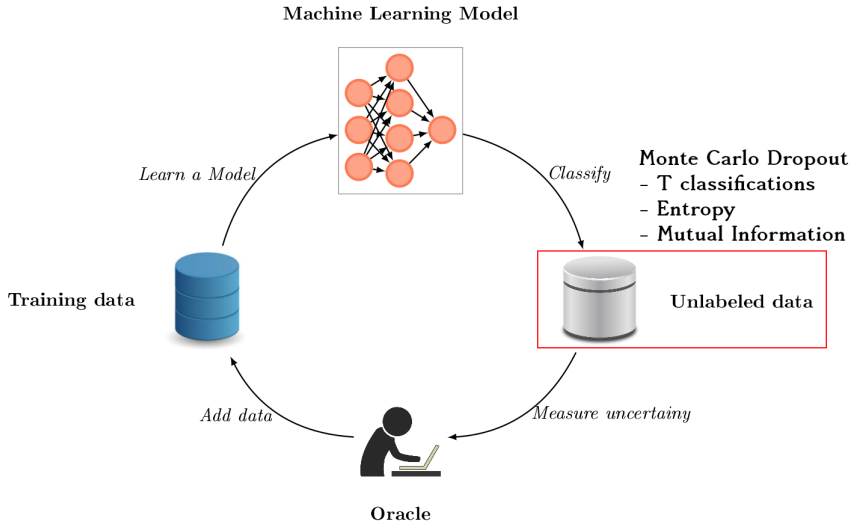 Machine Learning Model
Learn a Model
Classify
Monte Carlo Dropout
- T classifications
- Entropy
- Mutual Information
Training data
Unlabeled data
Add data
Measure uncertainy
Oracle